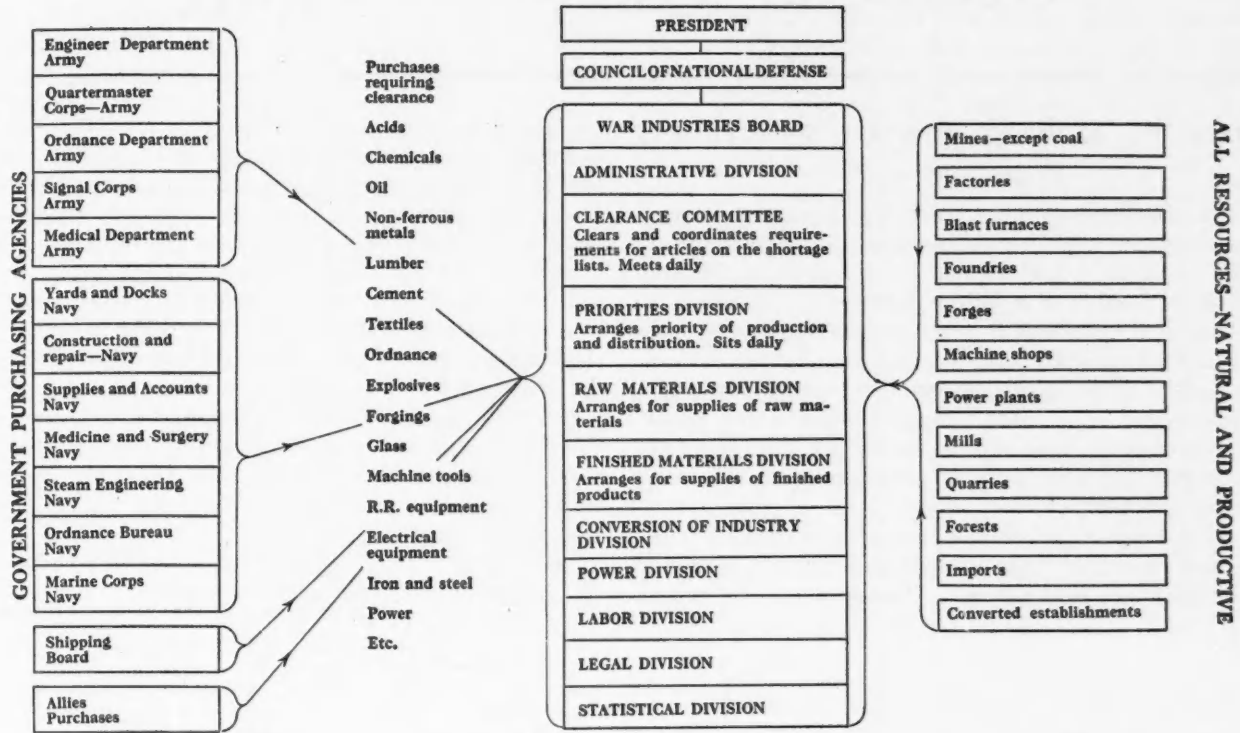 GOVERNMENT PURCHASING AGENCIES
Engineer Department
Army
Quartermaster
Corps—Army
Ordnance Department
Army
Signal Corps
Army
Medical Department
Army
Yards and Docks
Navy
Construction and
repair—Navy
Supplies and Accounts
Navy
Medicine and Surgery
Navy
Steam Engineering
Navy
Ordnance Bureau
Navy
Marine Corps
Navy
Shipping
Board
Allies
Purchases
Purchases
requiring
clearance
Acids
Chemicals
Oil
Non-ferrous
metals
Lumber
Cement
Textiles
Ordnance
Explosives
Forgings
Glass
Machine tools
R.R. equipment
Electrical
equipment
Iron and steel
Power
Etc.
PRESIDENT
COUNCIL OF NATIONAL DEFENSE
WAR INDUSTRIES BOARD
ADMINISTRATIVE DIVISION
CLEARANCE COMMITTEE
Clears and coordinates require-
ments for articles on the shortage
lists. Meets daily
PRIORITIES DIVISION
Arranges priority of production
and distribution. Sits daily
RAW MATERIALS DIVISION
Arranges for supplies of raw ma-
terials
FINISHED MATERIALS DIVISION
Arranges for supplies of finished
products
CONVERSION OF INDUSTRY
DIVISION
POWER DIVISION
LABOR DIVISION
LEGAL DIVISION
STATISTICAL DIVISION
Mines—except coal
Factories
Blast furnaces
Foundries
Forges
Machine shops
Power plants
Mills
Quarries
Forests
Imports
Converted establishments
ALL RESOURCES—NATURAL AND PRODUCTIVE